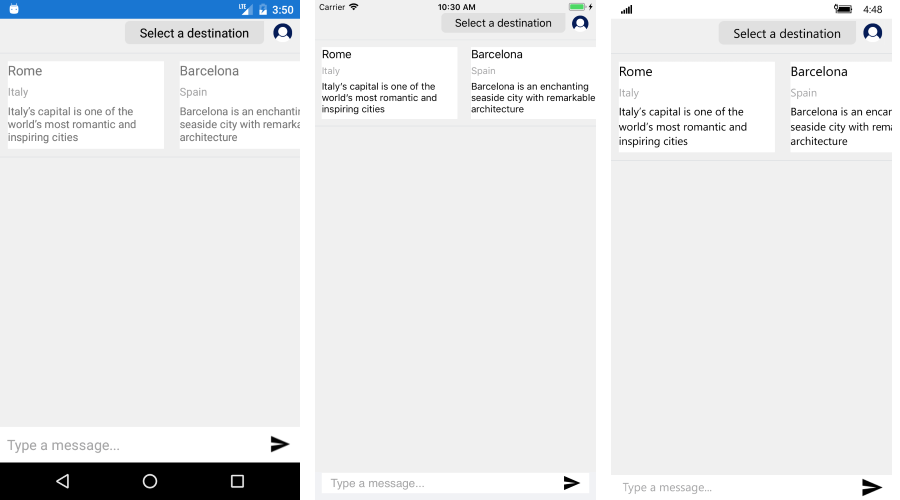 LTE 3:50
Select a destination
Rome
Italy
Italy's capital is one of the
world's most romantic and
inspiring cities
Barcelona
Spain
Barcelona is an enchanti
seaside city with remarka
architecture
Type a message...
Carrier 10:30 AM
Select a destination
Rome
Italy
Italy's capital is one of the
world's most romantic and
inspiring cities
Barcelona
Spain
Barcelona is an enchanting
seaside city with remarkable
architecture
Type a message...
4:48
Select a destination
Rome
Italy
Italy's capital is one of the
world's most romantic and
inspiring cities
Barcelona
Spain
Barcelona is an encan
seaside city with rema
architecture
Type a message...